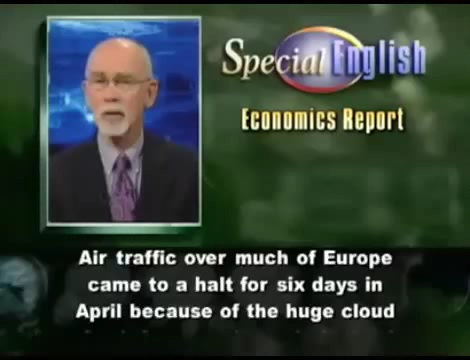 Special English
Economics Report
Air traffic over much of Europe
came to a halt for six days in
April because of the huge cloud